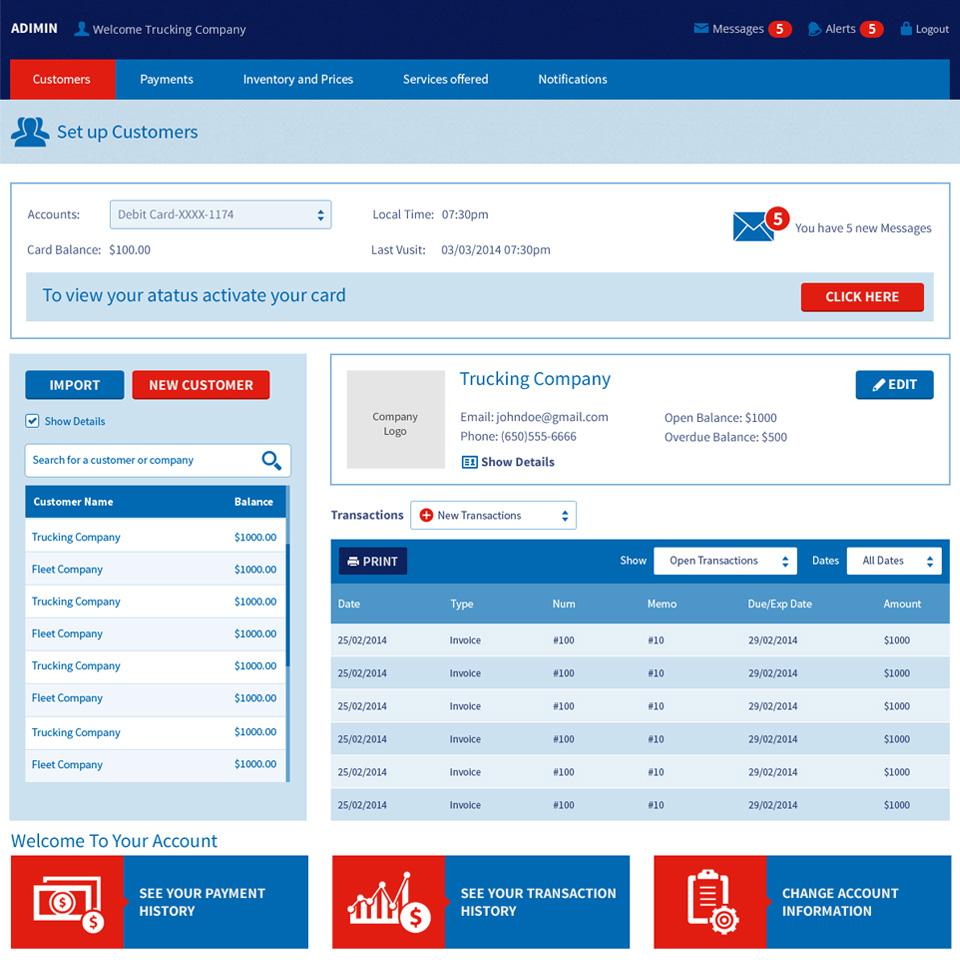 ADIMIN Welcome Trucking Company Messages 5 Alerts 5 Logout
Customers Payments Inventory and Prices Services offered Notifications
Set up Customers
Accounts: Debit Card-XXXX-1174 Local Time: 07:30pm
5
You have 5 new Messages
Card Balance: $100.00 Last Vusit: 03/03/2014 07:30pm
To view your atatus activate your card CLICK HERE
IMPORT NEW CUSTOMER
Show Details
Search for a customer or company
Customer Name Balance
Trucking Company $1000.00
Fleet Company $1000.00
Trucking Company $1000.00
Fleet Company $1000.00
Trucking Company $1000.00
Fleet Company $1000.00
Trucking Company $1000.00
Fleet Company $1000.00
Company
Logo
Trucking Company
EDIT
Email: johndoe@gmail.com Open Balance: $1000
Phone: (650)555-6666 Overdue Balance: $500
Show Details
Transactions New Transactions
PRINT Show Open Transactions Dates All Dates
Date Type Num Memo Due/Exp Date Amount
25/02/2014 Invoice #100 #10 29/02/2014 $1000
25/02/2014 Invoice #100 #10 29/02/2014 $1000
25/02/2014 Invoice #100 #10 29/02/2014 $1000
25/02/2014 Invoice #100 #10 29/02/2014 $1000
25/02/2014 Invoice #100 #10 29/02/2014 $1000
25/02/2014 Invoice #100 #10 29/02/2014 $1000
Welcome To Your Account
$ $
SEE YOUR PAYMENT
HISTORY
$
SEE YOUR TRANSACTION
HISTORY
CHANGE ACCOUNT
INFORMATION